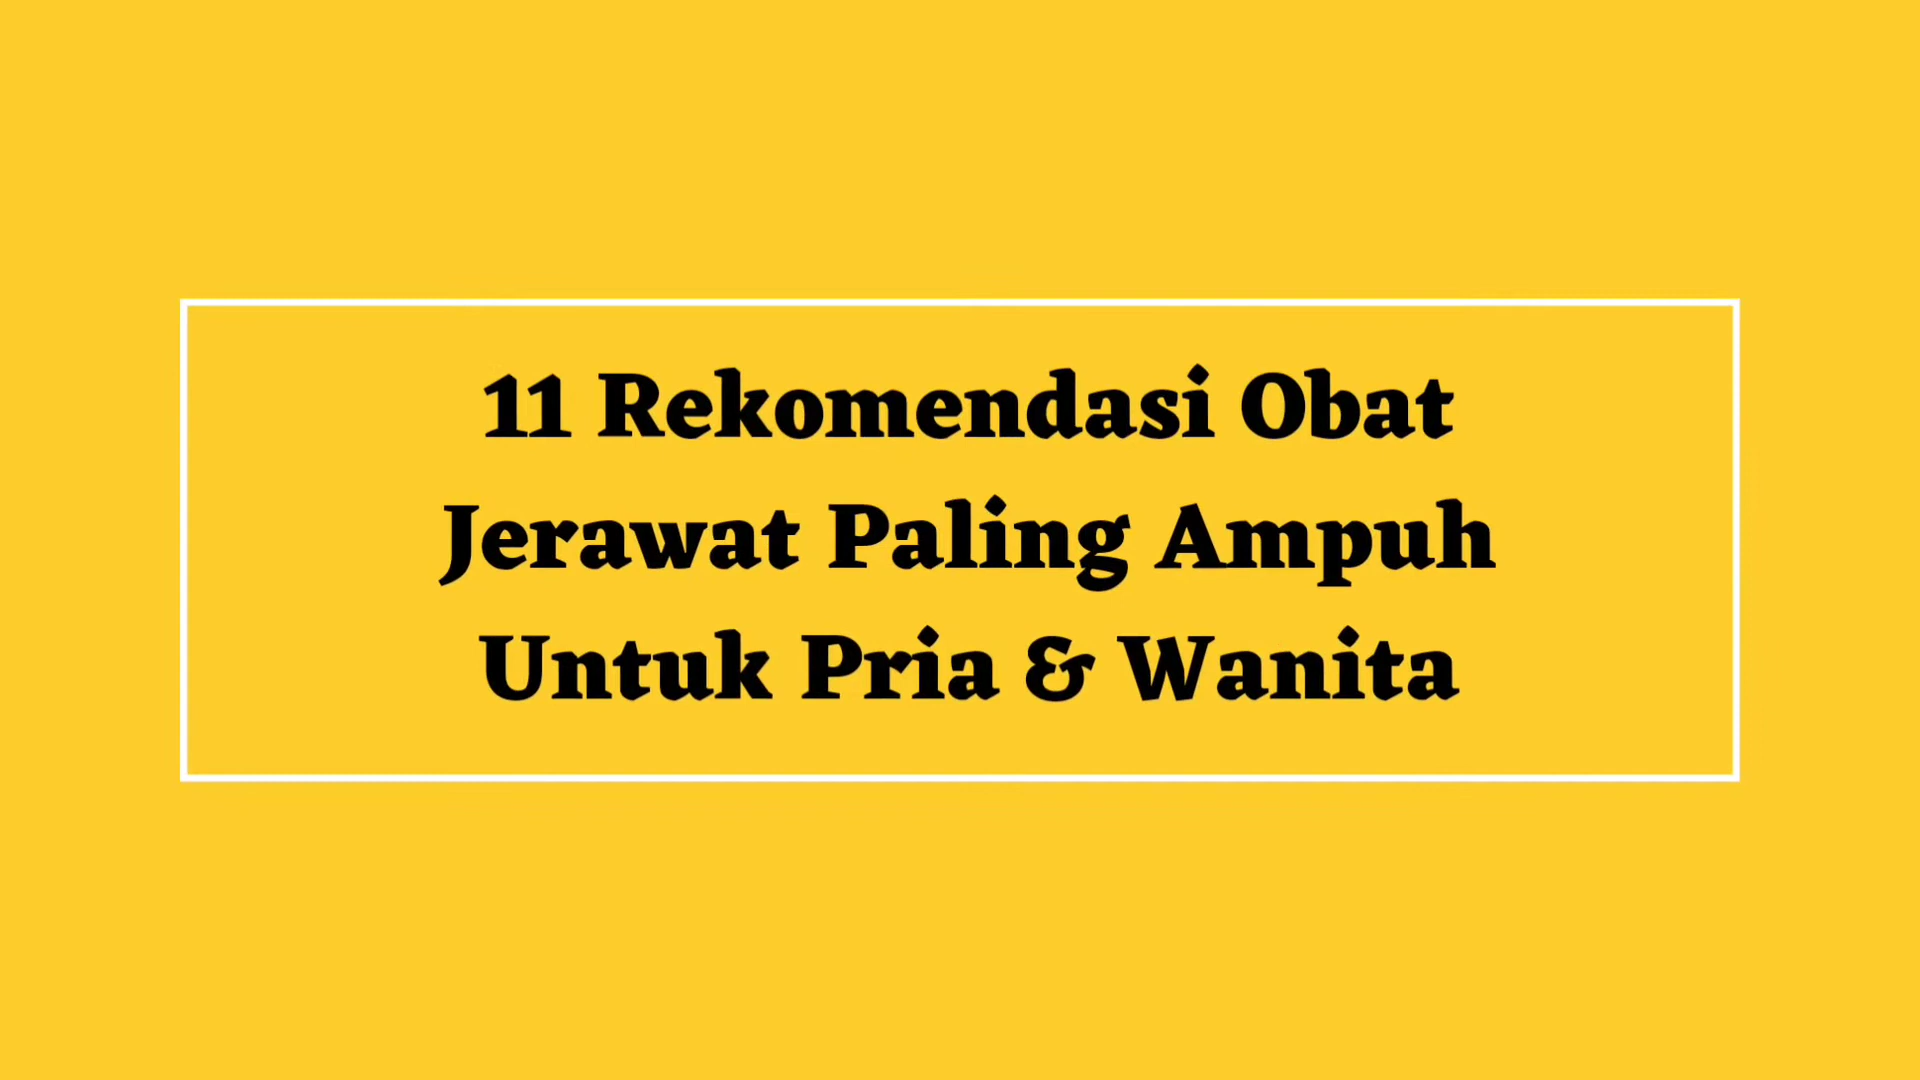 11 Rekomendasi Obat
Jerawat Paling Ampuh
Untuk Pria & Wanita